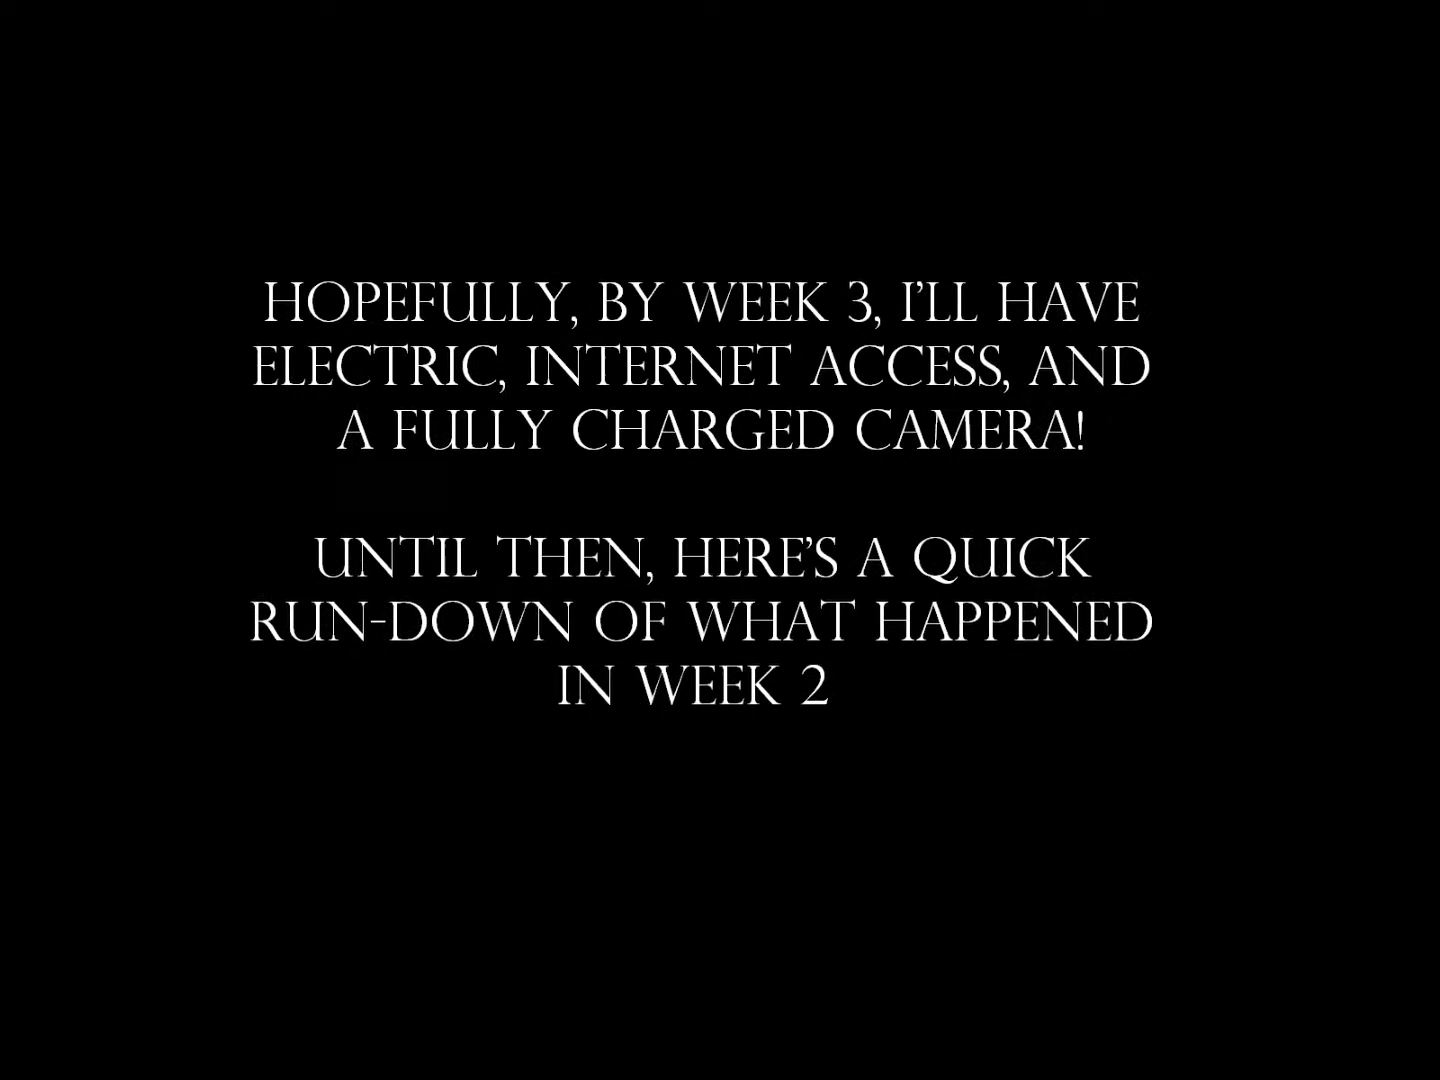 HOPEFULLY, BY WEEK 3, I'LL HAVE
ELECTRIC, INTERNET ACCESS, AND
A FULLY CHARGED CAMERA!
UNTIL THEN, HERE'S A QUICK
RUN-DOWN OF WHAT HAPPENED
IN WEEK 2